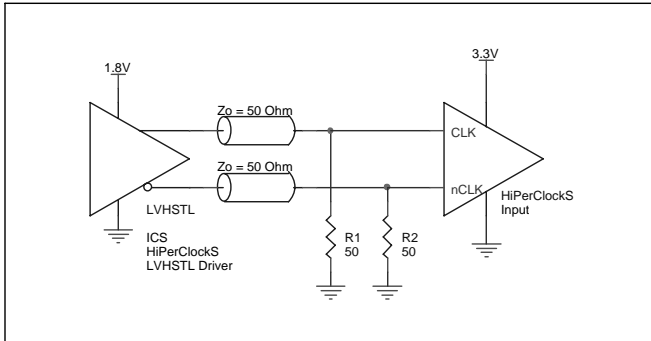 1.8V
3.3V
Zo = 50 Ohm
CLK
Zo = 50 Ohm
nCLK
HiPerClockS
Input
LVHSTL
ICS
HiPerClockS
LVHSTL Driver
R1
50
R2
50